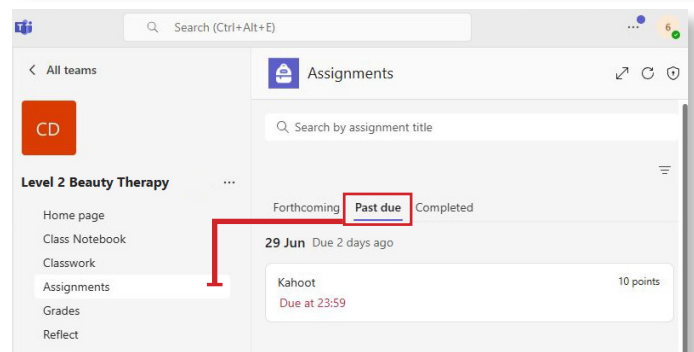 Search (Ctrl+Alt+E)
...
6
All teams
Assignments
CD
Search by assignment title
Level 2 Beauty Therapy
...
Home page
Class Notebook
Classwork
Assignments
Grades
Reflect
Forthcoming Past due Completed
29 Jun Due 2 days ago
Kahoot 10 points
Due at 23:59